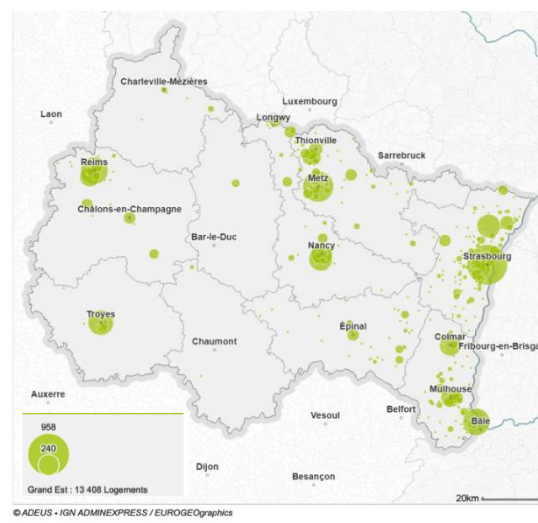 Charleville-Mézières
Laon
Luxembourg
Longwy
Thionville
Sarrebruck
Reims
Metz
Châlons-en-Champagne
Bar-le-Duc
Nancy
Strasbourg
Troyes
Épinal
Chaumont
Colmar
Fribourg-en-Brisga
Auxerre
Mulhouse
Belfort
Bâle
Vesoul
958
240
Grand Est : 13 408 Logements
Dijon
Besançon
20km
© ADEUS - IGN ADMINEXPRESS / EUROGEOgraphics